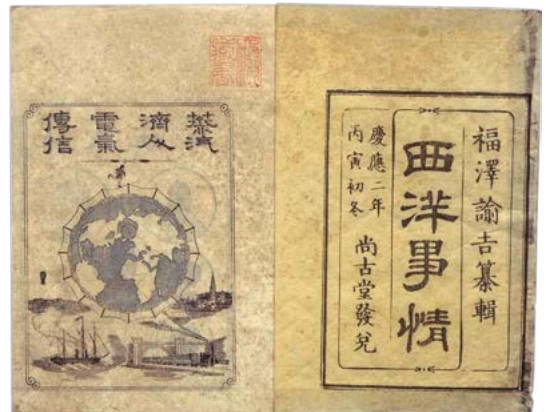 福澤諭吉纂輯
西洋事情
慶應二年
丙寅初冬
尚古堂發兌
蒸汽
濟人
電氣
傳信